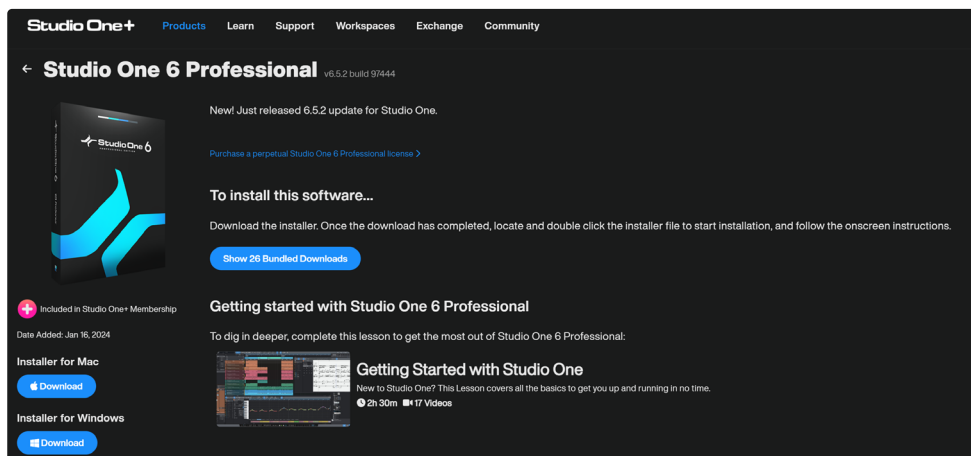 Studio One+ Products Learn Support Workspaces Exchange Community
← Studio One 6 Professional v6.5.2 build 97444
New! Just released 6.5.2 update for Studio One.
Studio One 6
PROFESSIONAL EDITION
Purchase a perpetual Studio One 6 Professional license >
To install this software...
Download the installer. Once the download has completed, locate and double click the installer file to start installation, and follow the onscreen instructions.
Show 26 Bundled Downloads
Included in Studio One+ Membership
Date Added: Jan 16, 2024
Installer for Mac
Download
Installer for Windows
Download
Getting started with Studio One 6 Professional
To dig in deeper, complete this lesson to get the most out of Studio One 6 Professional:
Getting Started with Studio One
New to Studio One? This Lesson covers all the basics to get you up and running in no time.
2h 30m 17 Videos